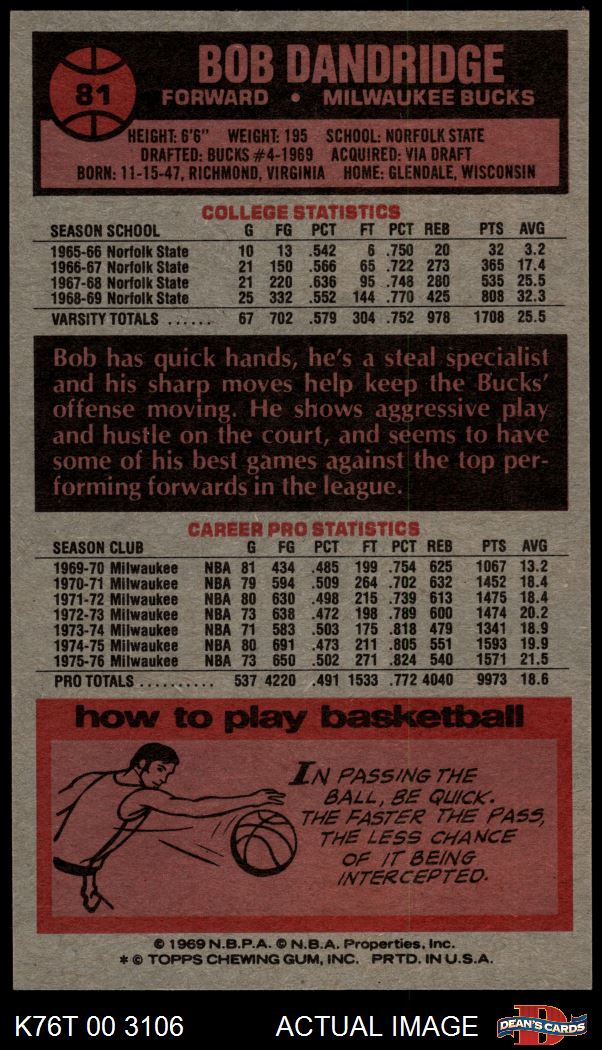 81
BOB DANDRIDGE
FORWARD • MILWAUKEE BUCKS
HEIGHT: 6'6" WEIGHT: 195 SCHOOL: NORFOLK STATE
DRAFTED: BUCKS #4-1969 ACQUIRED: VIA DRAFT
BORN: 11-15-47, RICHMOND, VIRGINIA HOME: GLENDALE, WISCONSIN
COLLEGE STATISTICS
SEASON SCHOOL G FG PCT FT PCT REB PTS AVG
1965-66 Norfolk State 10 13 .542 6 .750 20 32 3.2
1966-67 Norfolk State 21 150 .566 65 .722 273 365 17.4
1967-68 Norfolk State 21 220 .636 95 .748 280 535 25.5
1968-69 Norfolk State 25 332 .552 144 .770 425 808 32.3
VARSITY TOTALS ...... 67 702 .579 304 .752 978 1708 25.5
Bob has quick hands, he's a steal specialist
and his sharp moves help keep the Bucks'
offense moving. He shows aggressive play
and hustle on the court, and seems to have
some of his best games against the top per-
forming forwards in the league.
CAREER PRO STATISTICS
SEASON CLUB G FG PCT FT PCT REB PTS AVG
1969-70 Milwaukee NBA 81 434 .485 199 .754 625 1067 13.2
1970-71 Milwaukee NBA 79 594 .509 264 .702 632 1452 18.4
1971-72 Milwaukee NBA 80 630 .498 215 .739 613 1475 18.4
1972-73 Milwaukee NBA 73 638 .472 198 .789 600 1474 20.2
1973-74 Milwaukee NBA 71 583 .503 175 .818 479 1341 18.9
1974-75 Milwaukee NBA 80 691 .473 211 .805 551 1593 19.9
1975-76 Milwaukee NBA 73 650 .502 271 .824 540 1571 21.5
PRO TOTALS .......... 537 4220 .491 1533 .772 4040 9973 18.6
how to play basketball
IN PASSING THE
BALL, BE QUICK.
THE FASTER THE PASS,
THE LESS CHANCE
OF IT BEING
INTERCEPTED.
© 1969 N.B.P.A. © N.B.A. Properties, Inc.
* © TOPPS CHEWING GUM, INC. PRTD. IN U.S.A.
K76T 00 3106 ACTUAL IMAGE
D
DEAN'S CARDS